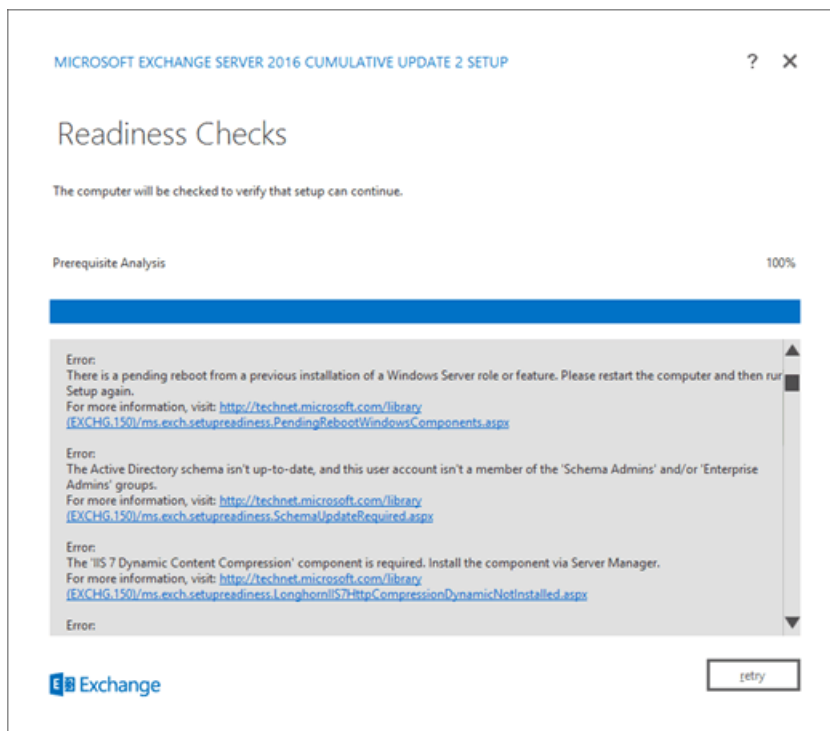 MICROSOFT EXCHANGE SERVER 2016 CUMULATIVE UPDATE 2 SETUP
? ✕
Readiness Checks
The computer will be checked to verify that setup can continue.
Prerequisite Analysis 100%
Error:
There is a pending reboot from a previous installation of a Windows Server role or feature. Please restart the computer and then run
Setup again.
For more information, visit: http://technet.microsoft.com/library
(EXCHG.150)/ms.exch.setupreadiness.PendingRebootWindowsComponents.aspx
Error:
The Active Directory schema isn't up-to-date, and this user account isn't a member of the 'Schema Admins' and/or 'Enterprise
Admins' groups.
For more information, visit: http://technet.microsoft.com/library
(EXCHG.150)/ms.exch.setupreadiness.SchemaUpdateRequired.aspx
Error:
The 'IIS 7 Dynamic Content Compression' component is required. Install the component via Server Manager.
For more information, visit: http://technet.microsoft.com/library
(EXCHG.150)/ms.exch.setupreadiness.LonghornIIS7HttpCompressionDynamicNotInstalled.aspx
Error:
E Exchange
retry